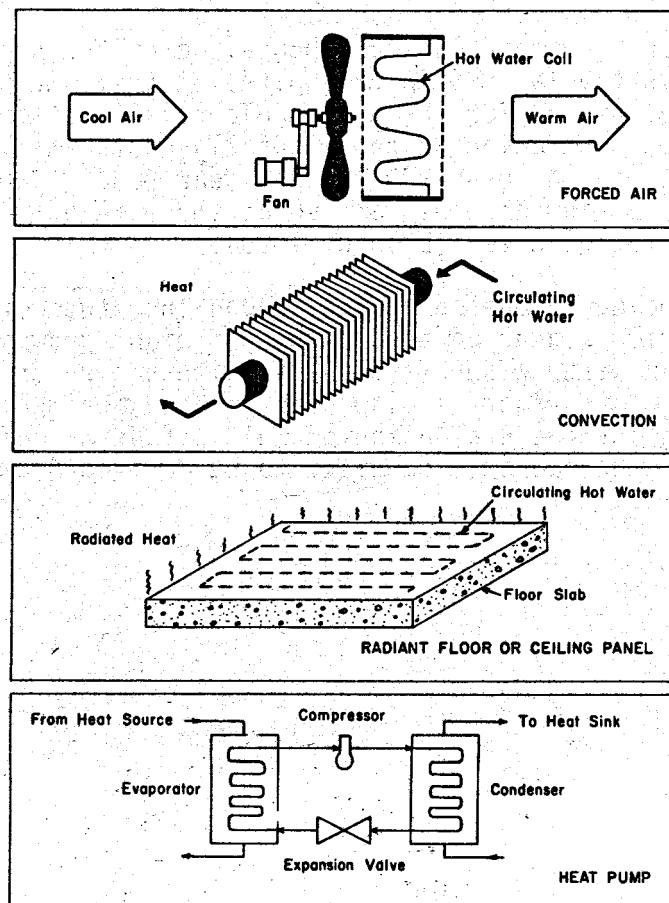 Hot Water Coil
Cool Air
Warm Air
Fan
FORCED AIR
Heat
Circulating
Hot Water
CONVECTION
Circulating Hot Water
Radiated Heat
Floor Slab
RADIANT FLOOR OR CEILING PANEL
From Heat Source
Compressor
To Heat Sink
Evaporator
Condenser
Expansion Valve
HEAT PUMP